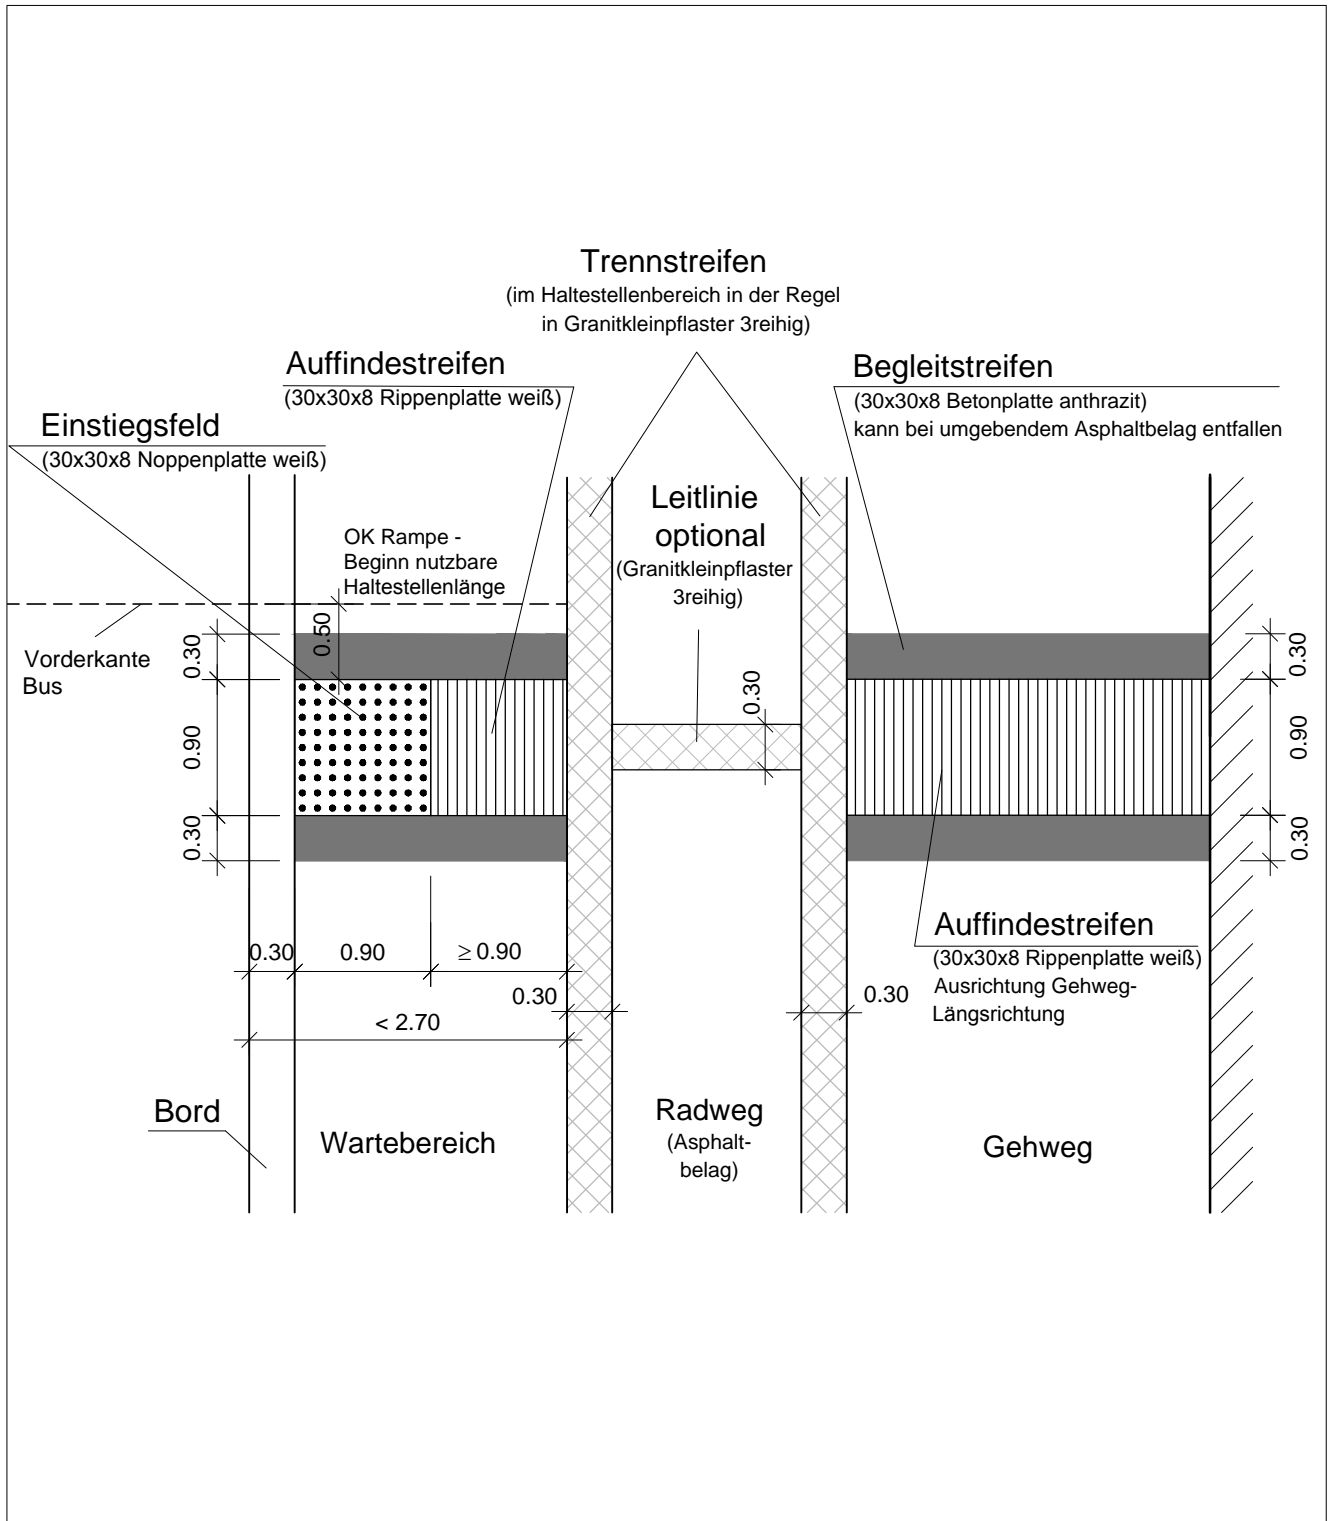 Trennstreifen
(im Haltestellenbereich in der Regel
in Granitkleinpflaster 3reihig)
Auffindestreifen
(30x30x8 Rippenplatte weiß)
Begleitstreifen
(30x30x8 Betonplatte anthrazit)
kann bei umgebendem Asphaltbelag entfallen
Einstiegsfeld
(30x30x8 Noppenplatte weiß)
Leitlinie
optional
(Granitkleinpflaster
3reihig)
OK Rampe -
Beginn nutzbare
Haltestellenlänge
Vorderkante
Bus
0.30
0.90
0.30
0.50
0.30
0.30
0.90
0.30
Auffindestreifen
(30x30x8 Rippenplatte weiß)
Ausrichtung Gehweg-
Längsrichtung
0.30
0.90
≥ 0.90
0.30
0.30
< 2.70
Bord
Wartebereich
Radweg
(Asphalt-
belag)
Gehweg